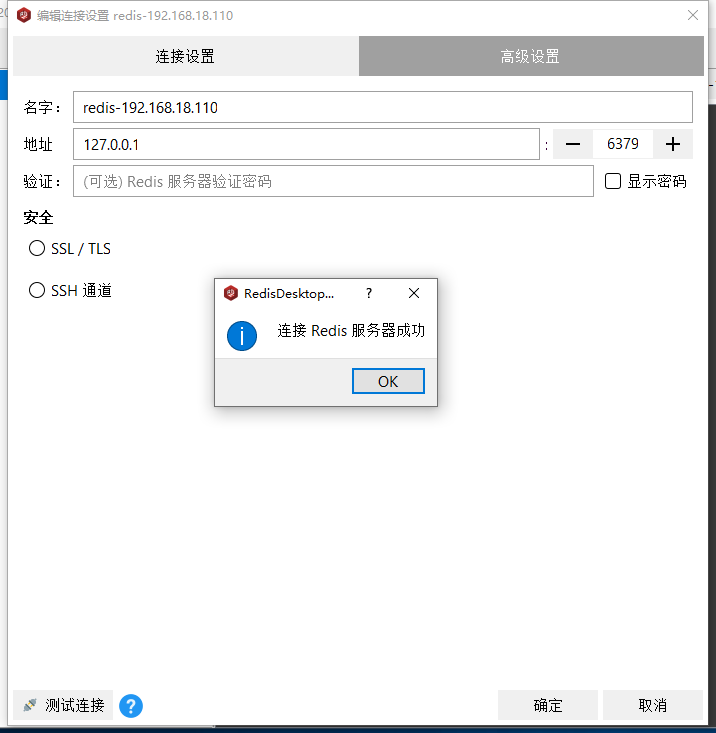 编辑连接设置 redis-192.168.18.110
连接设置
高级设置
名字： redis-192.168.18.110
地址 127.0.0.1 : 6379
验证： (可选) Redis 服务器验证密码 显示密码
安全
SSL / TLS
SSH 通道
RedisDesktop... ?
连接 Redis 服务器成功
OK
测试连接 ?
确定
取消